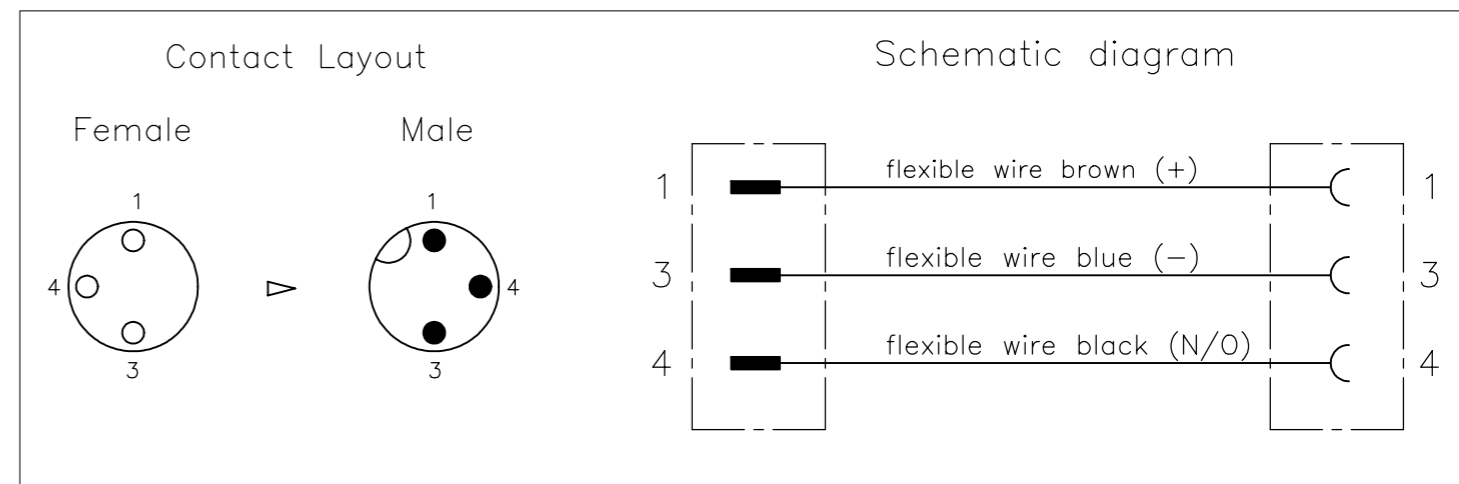 Contact Layout
Female
Male
1
4
3
1
4
3
Schematic diagram
1
flexible wire brown (+)
1
3
flexible wire blue (−)
3
4
flexible wire black (N/O)
4